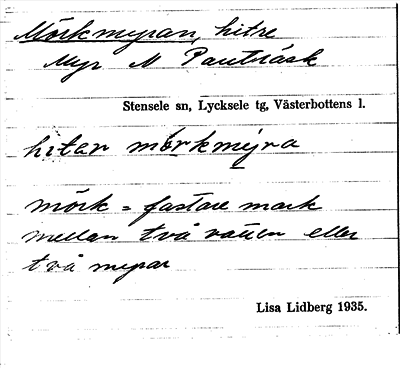 Mörkmyran, hitre
Myr N Pauträsk
Stensele sn, Lycksele tg, Västerbottens l.
hiter mörkmyra
mörk = fastare mark
mellan två vatten eller
två myrar
Lisa Lidberg 1935.